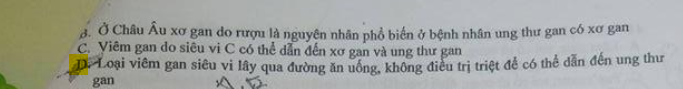 B. Ở Châu Âu xơ gan do rượu là nguyên nhân phổ biến ở bệnh nhân ung thư gan có xơ gan
C. Viêm gan do siêu vi C có thể dẫn đến xơ gan và ung thư gan
D. Loại viêm gan siêu vi lây qua đường ăn uống, không điều trị triệt để có thể dẫn đến ung thư
gan